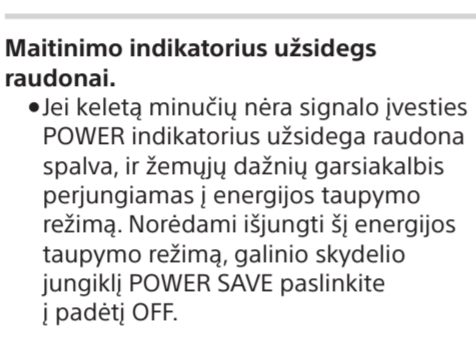 Maitinimo indikatorius užsidegs
raudonai.
●Jei keletą minučių nėra signalo įvesties
POWER indikatorius užsidega raudona
spalva, ir žemųjų dažnių garsiakalbis
perjungiamas į energijos taupymo
režimą. Norėdami išjungti šį energijos
taupymo režimą, galinio skydelio
jungiklį POWER SAVE paslinkite
į padėtį OFF.